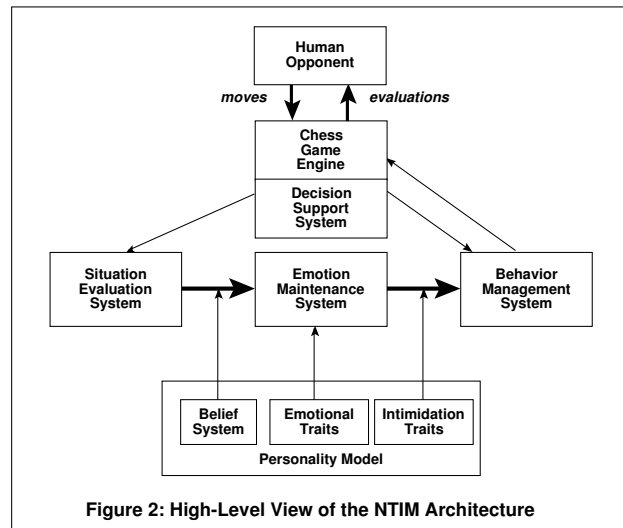 Human
Opponent
moves
evaluations
Chess
Game
Engine
Decision
Support
System
Situation
Evaluation
System
Emotion
Maintenance
System
Behavior
Management
System
Belief
System
Emotional
Traits
Intimidation
Traits
Personality Model
Figure 2: High-Level View of the NTIM Architecture